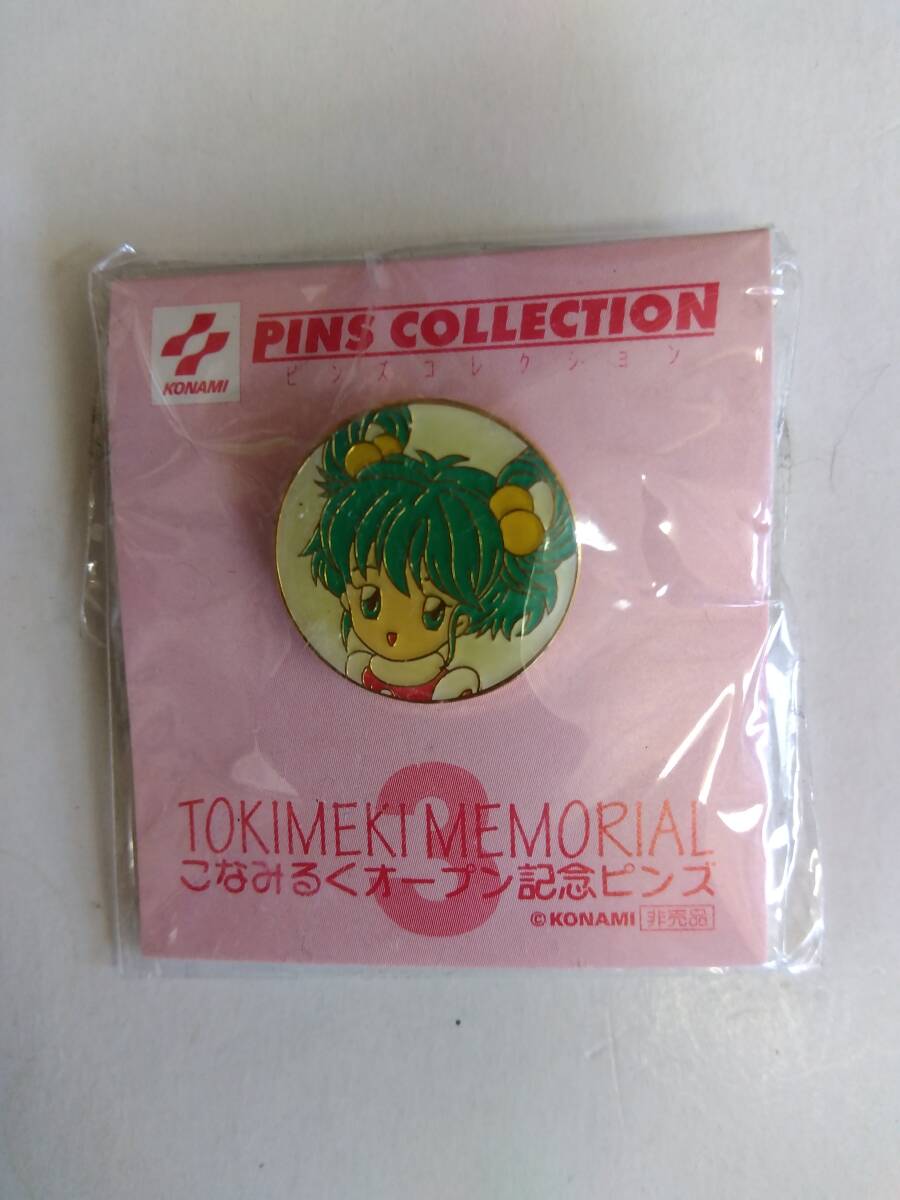 KONAMI
PINS COLLECTION
ピンズコレクション
3
TOKIMEKI MEMORIAL
こなみるくオープン記念ピンズ
©KONAMI 非売品